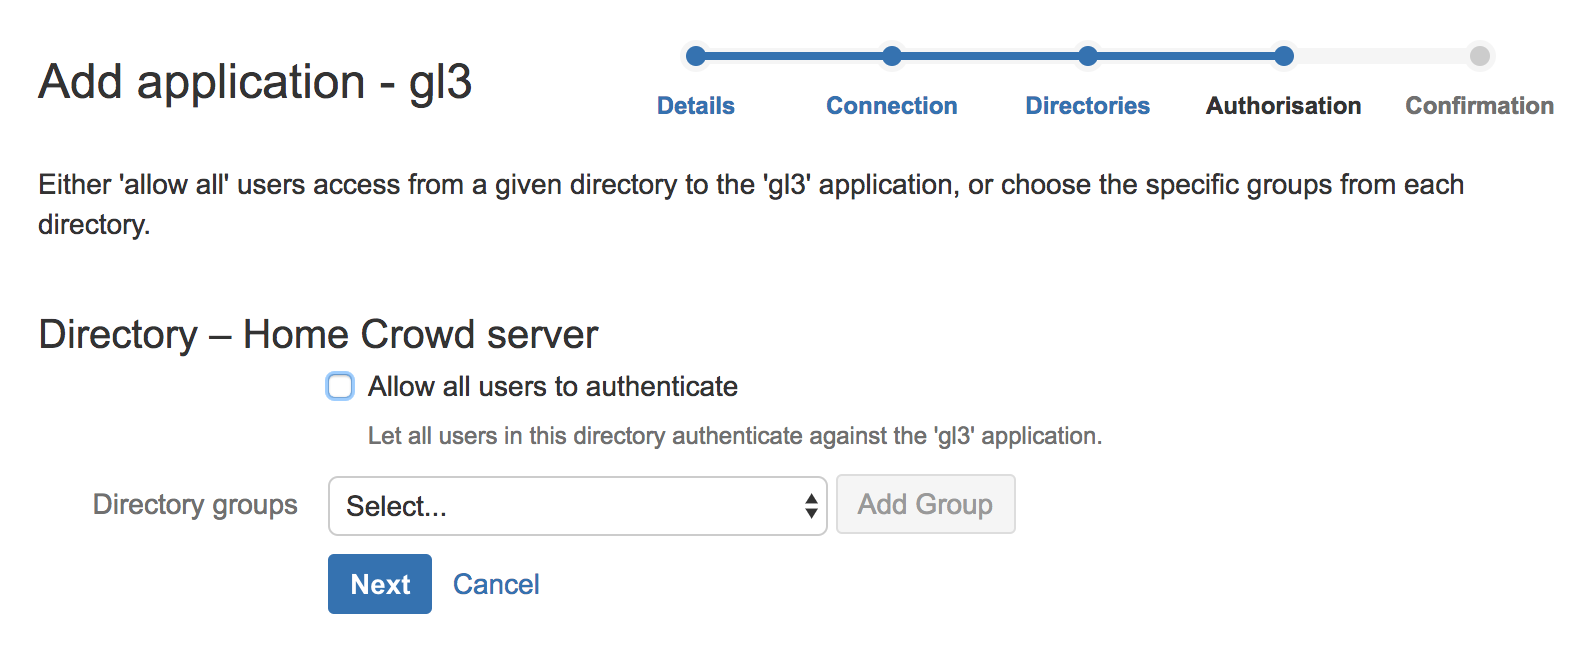 Add application - gl3
Details
Connection
Directories
Authorisation
Confirmation
Either 'allow all' users access from a given directory to the 'gl3' application, or choose the specific groups from each
directory.
Directory – Home Crowd server
Allow all users to authenticate
Let all users in this directory authenticate against the 'gl3' application.
Directory groups
Select...
Add Group
Next
Cancel